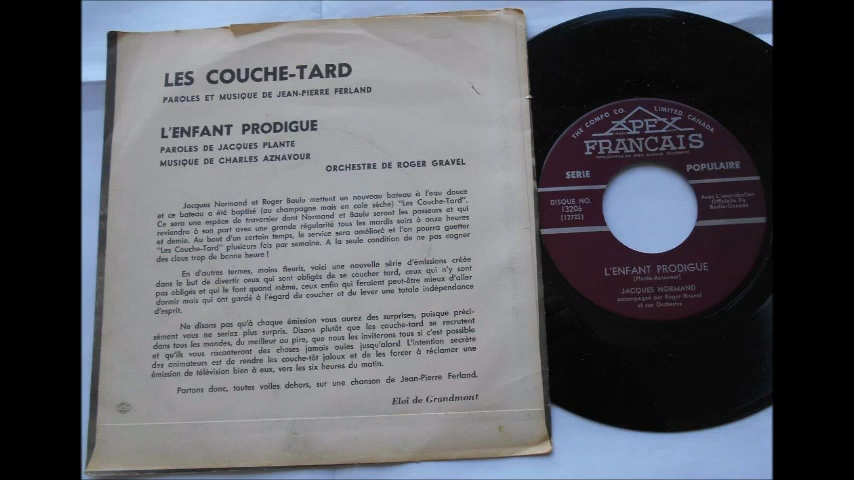 LES COUCHE-TARD
PAROLES ET MUSIQUE DE JEAN-PIERRE FERLAND
L'ENFANT PRODIGUE
PAROLES DE JACQUES PLANTE
MUSIQUE DE CHARLES AZNAVOUR
ORCHESTRE DE ROGER GRAVEL
Jacques Normand et Roger Baulu mettent un nouveau bateau à l'eau douce
et ce bateau a été baptisé (au champagne mais en cale sèche) "Les Couche-Tard".
Ce sera une espèce de traversier dont Normand et Baulu seront les passeurs et qui
reviendra à son port avec une grande régularité tous les mardis soirs à onze heures
et demie. Au bout d'un certain temps, le service sera amélioré et l'on pourra guetter
"Les Couche-Tard" plusieurs fois par semaine. A la seule condition de ne pas cogner
des clous trop de bonne heure!
En d'autres termes, moins fleuris, voici une nouvelle série d'émissions créée
dans le but de divertir ceux qui sont obligés de se coucher tard, ceux qui n'y sont
pas obligés et qui le font quand même, ceux enfin qui feraient peut-être mieux d'aller
dormir mais qui ont gardé à l'égard du coucher et du lever une totale indépendance
d'esprit.
Ne disons pas qu'à chaque émission vous aurez des surprises, puisque préci-
sément vous ne seriez plus surpris. Disons plutôt que les couche-tard se recrutent
dans tous les mondes, du meilleur au pire, que nous les inviterons tous si c'est possible
et qu'ils vous raconteront des choses jamais ouïes jusqu'alors! L'intention secrète
des animateurs est de rendre les couche-tôt jaloux et de les forcer à réclamer une
émission de télévision bien à eux, vers les six heures du matin.
Partons donc, toutes voiles dehors, sur une chanson de Jean-Pierre Ferland.
Eloi de Grandmont
THE COMPO CO. LIMITED, CANADA
APEX
FRANÇAIS
SERIE POPULAIRE
DISQUE NO.
13206
(12722)
Avec L'approbation
Officielle De
Radio-Canada
L'ENFANT PRODIGUE
(Plante-Aznavour)
JACQUES NORMAND
accompagné par Roger Gravel
et son Orchestre